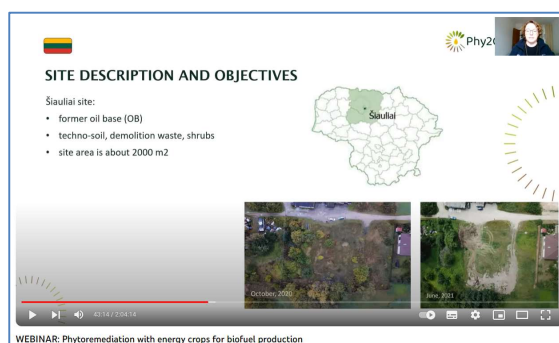 SITE DESCRIPTION AND OBJECTIVES
Šiauliai site:
• former oil base (OB)
• techno-soil, demolition waste, shrubs
• site area is about 2000 m2
Šiauliai
October, 2020
June, 2021
43:14 / 2:04:14
WEBINAR: Phytoremediation with energy crops for biofuel production